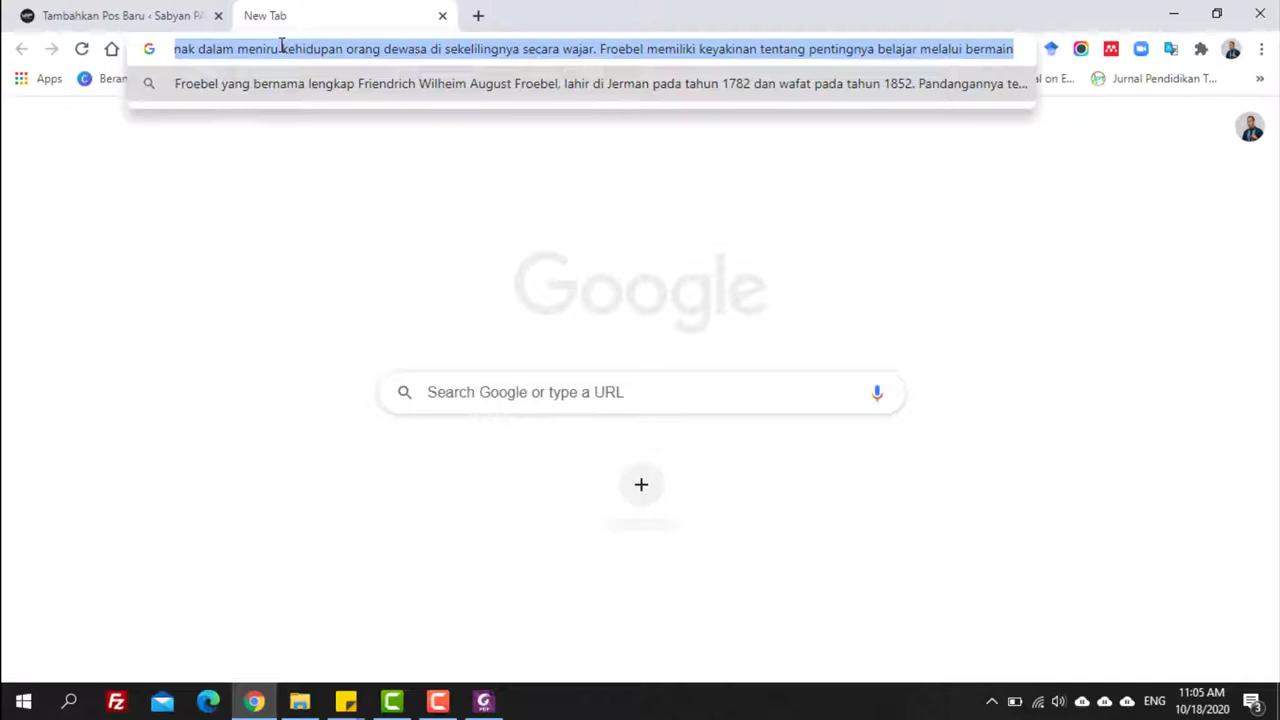 Tambahkan Pos Baru ‹ Sabyan PA
New Tab
nak dalam meniru kehidupan orang dewasa di sekelilingnya secara wajar. Froebel memiliki keyakinan tentang pentingnya belajar melalui bermain
Apps
Beran
Froebel yang bernama lengkap Friendrich Wilheim August Froebel, lahir di Jerman pada tahun 1782 dan wafat pada tahun 1852. Pandangannya te...
al on E...
Jurnal Pendidikan T...
»
Google
Search Google or type a URL
ENG
11:05 AM
10/18/2020
3